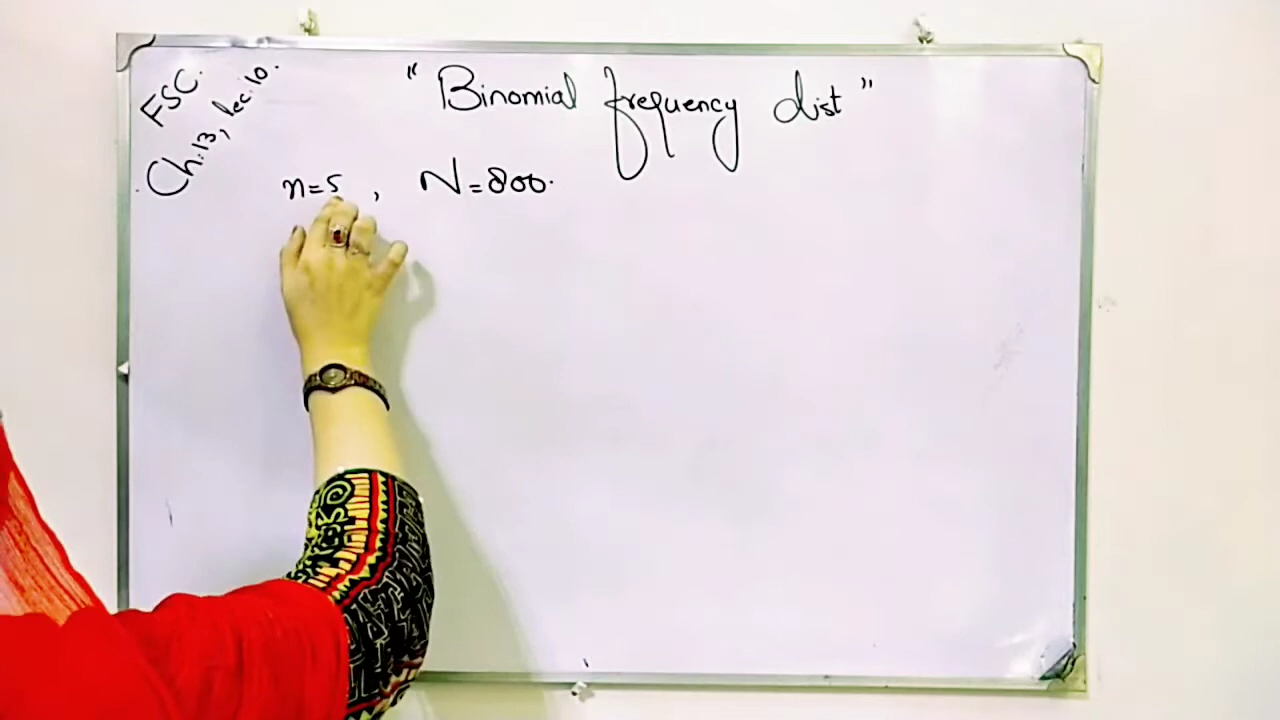 FSC.
Ch:13, lec.10.
" Binomial frequency dist "
n=5 , N=800.